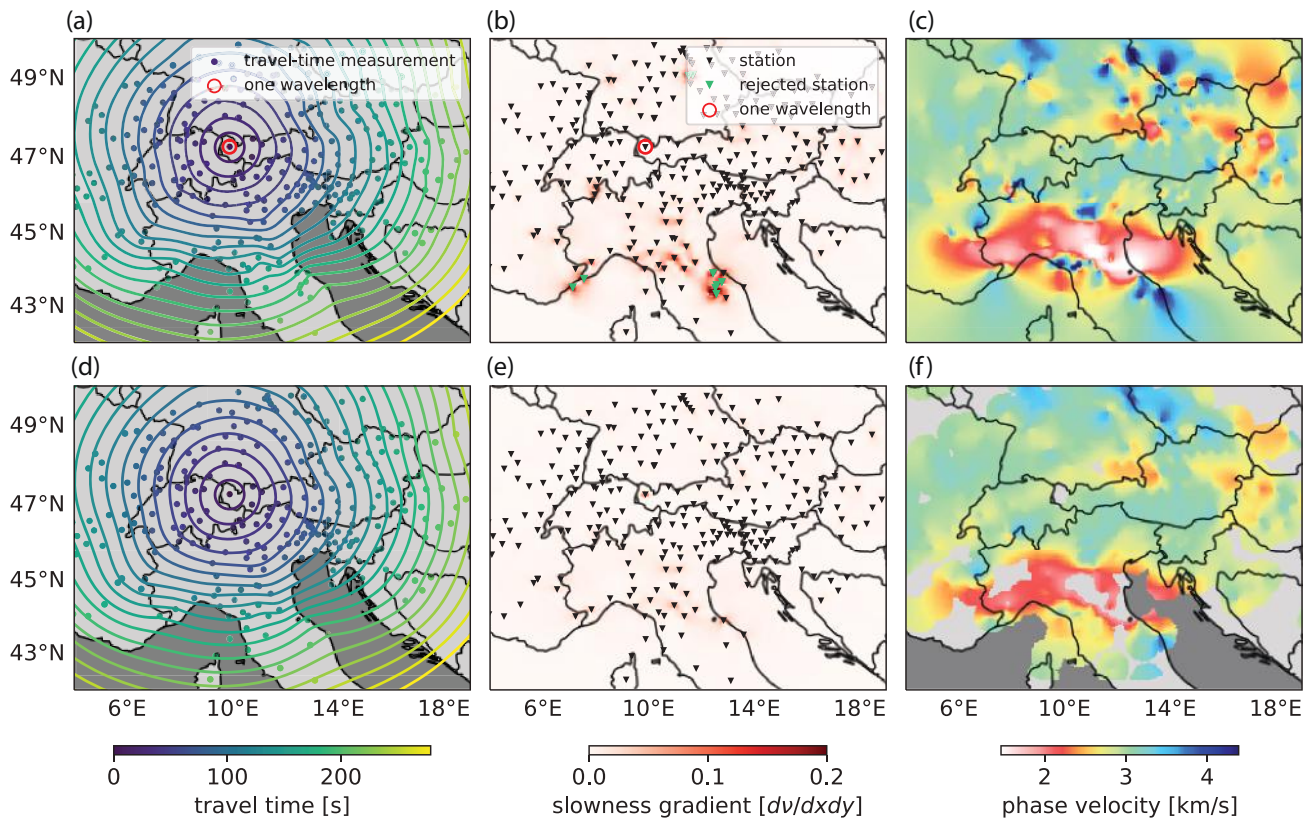 (a)
(b)
(c)
travel-time measurement
one wavelength
station
rejected station
one wavelength
49°N
47°N
45°N
43°N
(d)
(e)
(f)
49°N
47°N
45°N
43°N
6°E 10°E 14°E 18°E
6°E 10°E 14°E 18°E
6°E 10°E 14°E 18°E
0 100 200
travel time [s]
0.0 0.1 0.2
slowness gradient [dν/dxdy]
2 3 4
phase velocity [km/s]